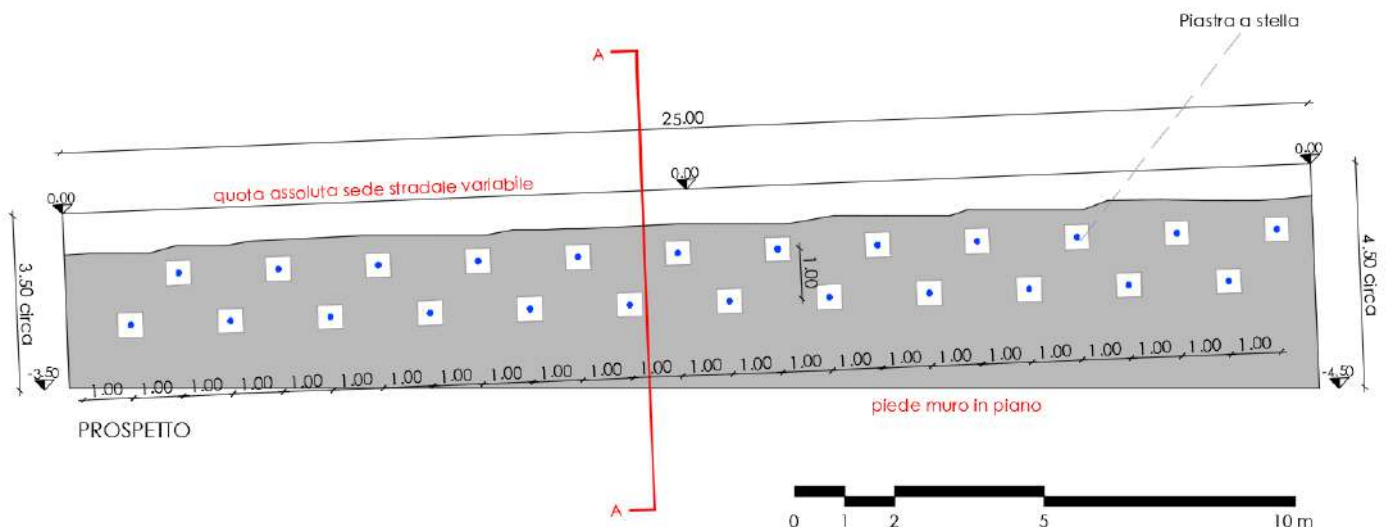 Piastra a stella
A
25.00
0.00
0.00
quota assoluta sede stradale variabile
0.00
3.50 circa
1.00
4.50 circa
-3.50
1.00 1.00 1.00 1.00 1.00 1.00 1.00 1.00 1.00 1.00 1.00 1.00 1.00 1.00 1.00 1.00 1.00 1.00 1.00 1.00 1.00 1.00 1.00 1.00
-4.50
piede muro in piano
PROSPETTO
A
0 1 2 5 10 m